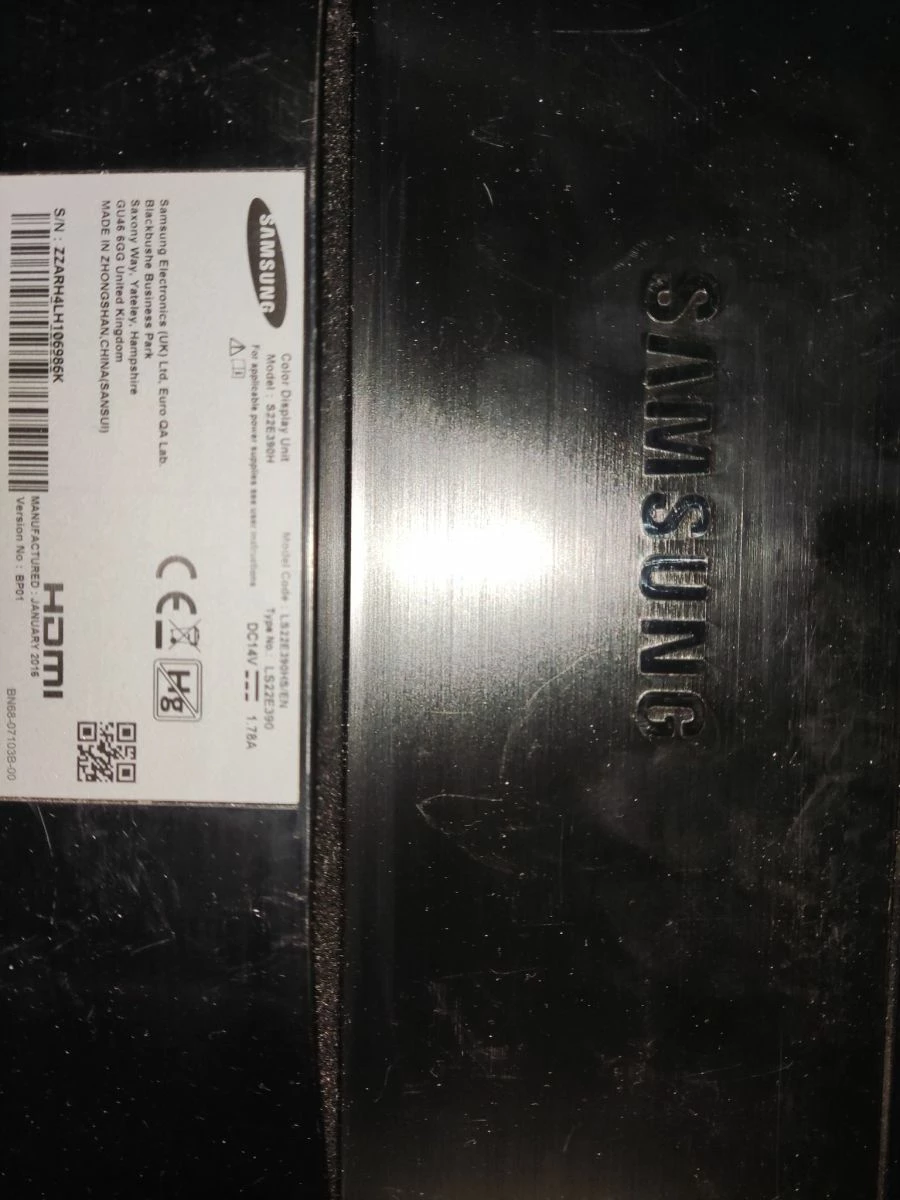 SAMSUNG
SAMSUNG
Color Display Unit
Model : S22E390H
For applicable power supplies see user instructions
Model Code : LS22E390HS/EN
Type No. : LS22E390
DC14V 1.78A
Samsung Electronics (UK) Ltd, Euro QA Lab.
Blackbushe Business Park
Saxony Way, Yateley, Hampshire
GU46 6GG United Kingdom
MADE IN ZHONGSHAN,CHINA(SANSUI)
CE
Hg
S/N : ZZARH4LH106986K
HDMI
MANUFACTURED : JANUARY 2016
Version No : BP01
BN68-07103B-00